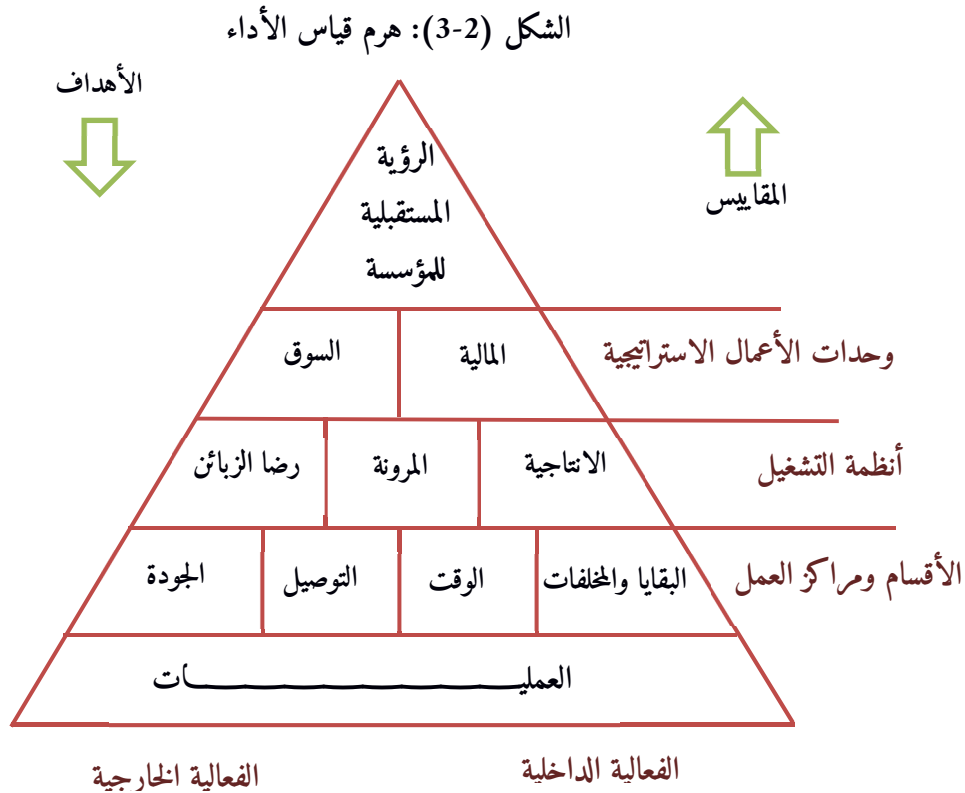 الشكل (2-3): هرم قياس الأداء
الأهداف
المقاييس
الرؤية
المستقبلية
للمؤسسة
وحدات الأعمال الاستراتيجية
المالية
السوق
أنظمة التشغيل
الانتاجية
المرونة
رضا الزبائن
الأقسام ومراكز العمل
البقايا والمخلفات
الوقت
التوصيل
الجودة
العمليـــــــــــــــــات
الفعالية الداخلية
الفعالية الخارجية